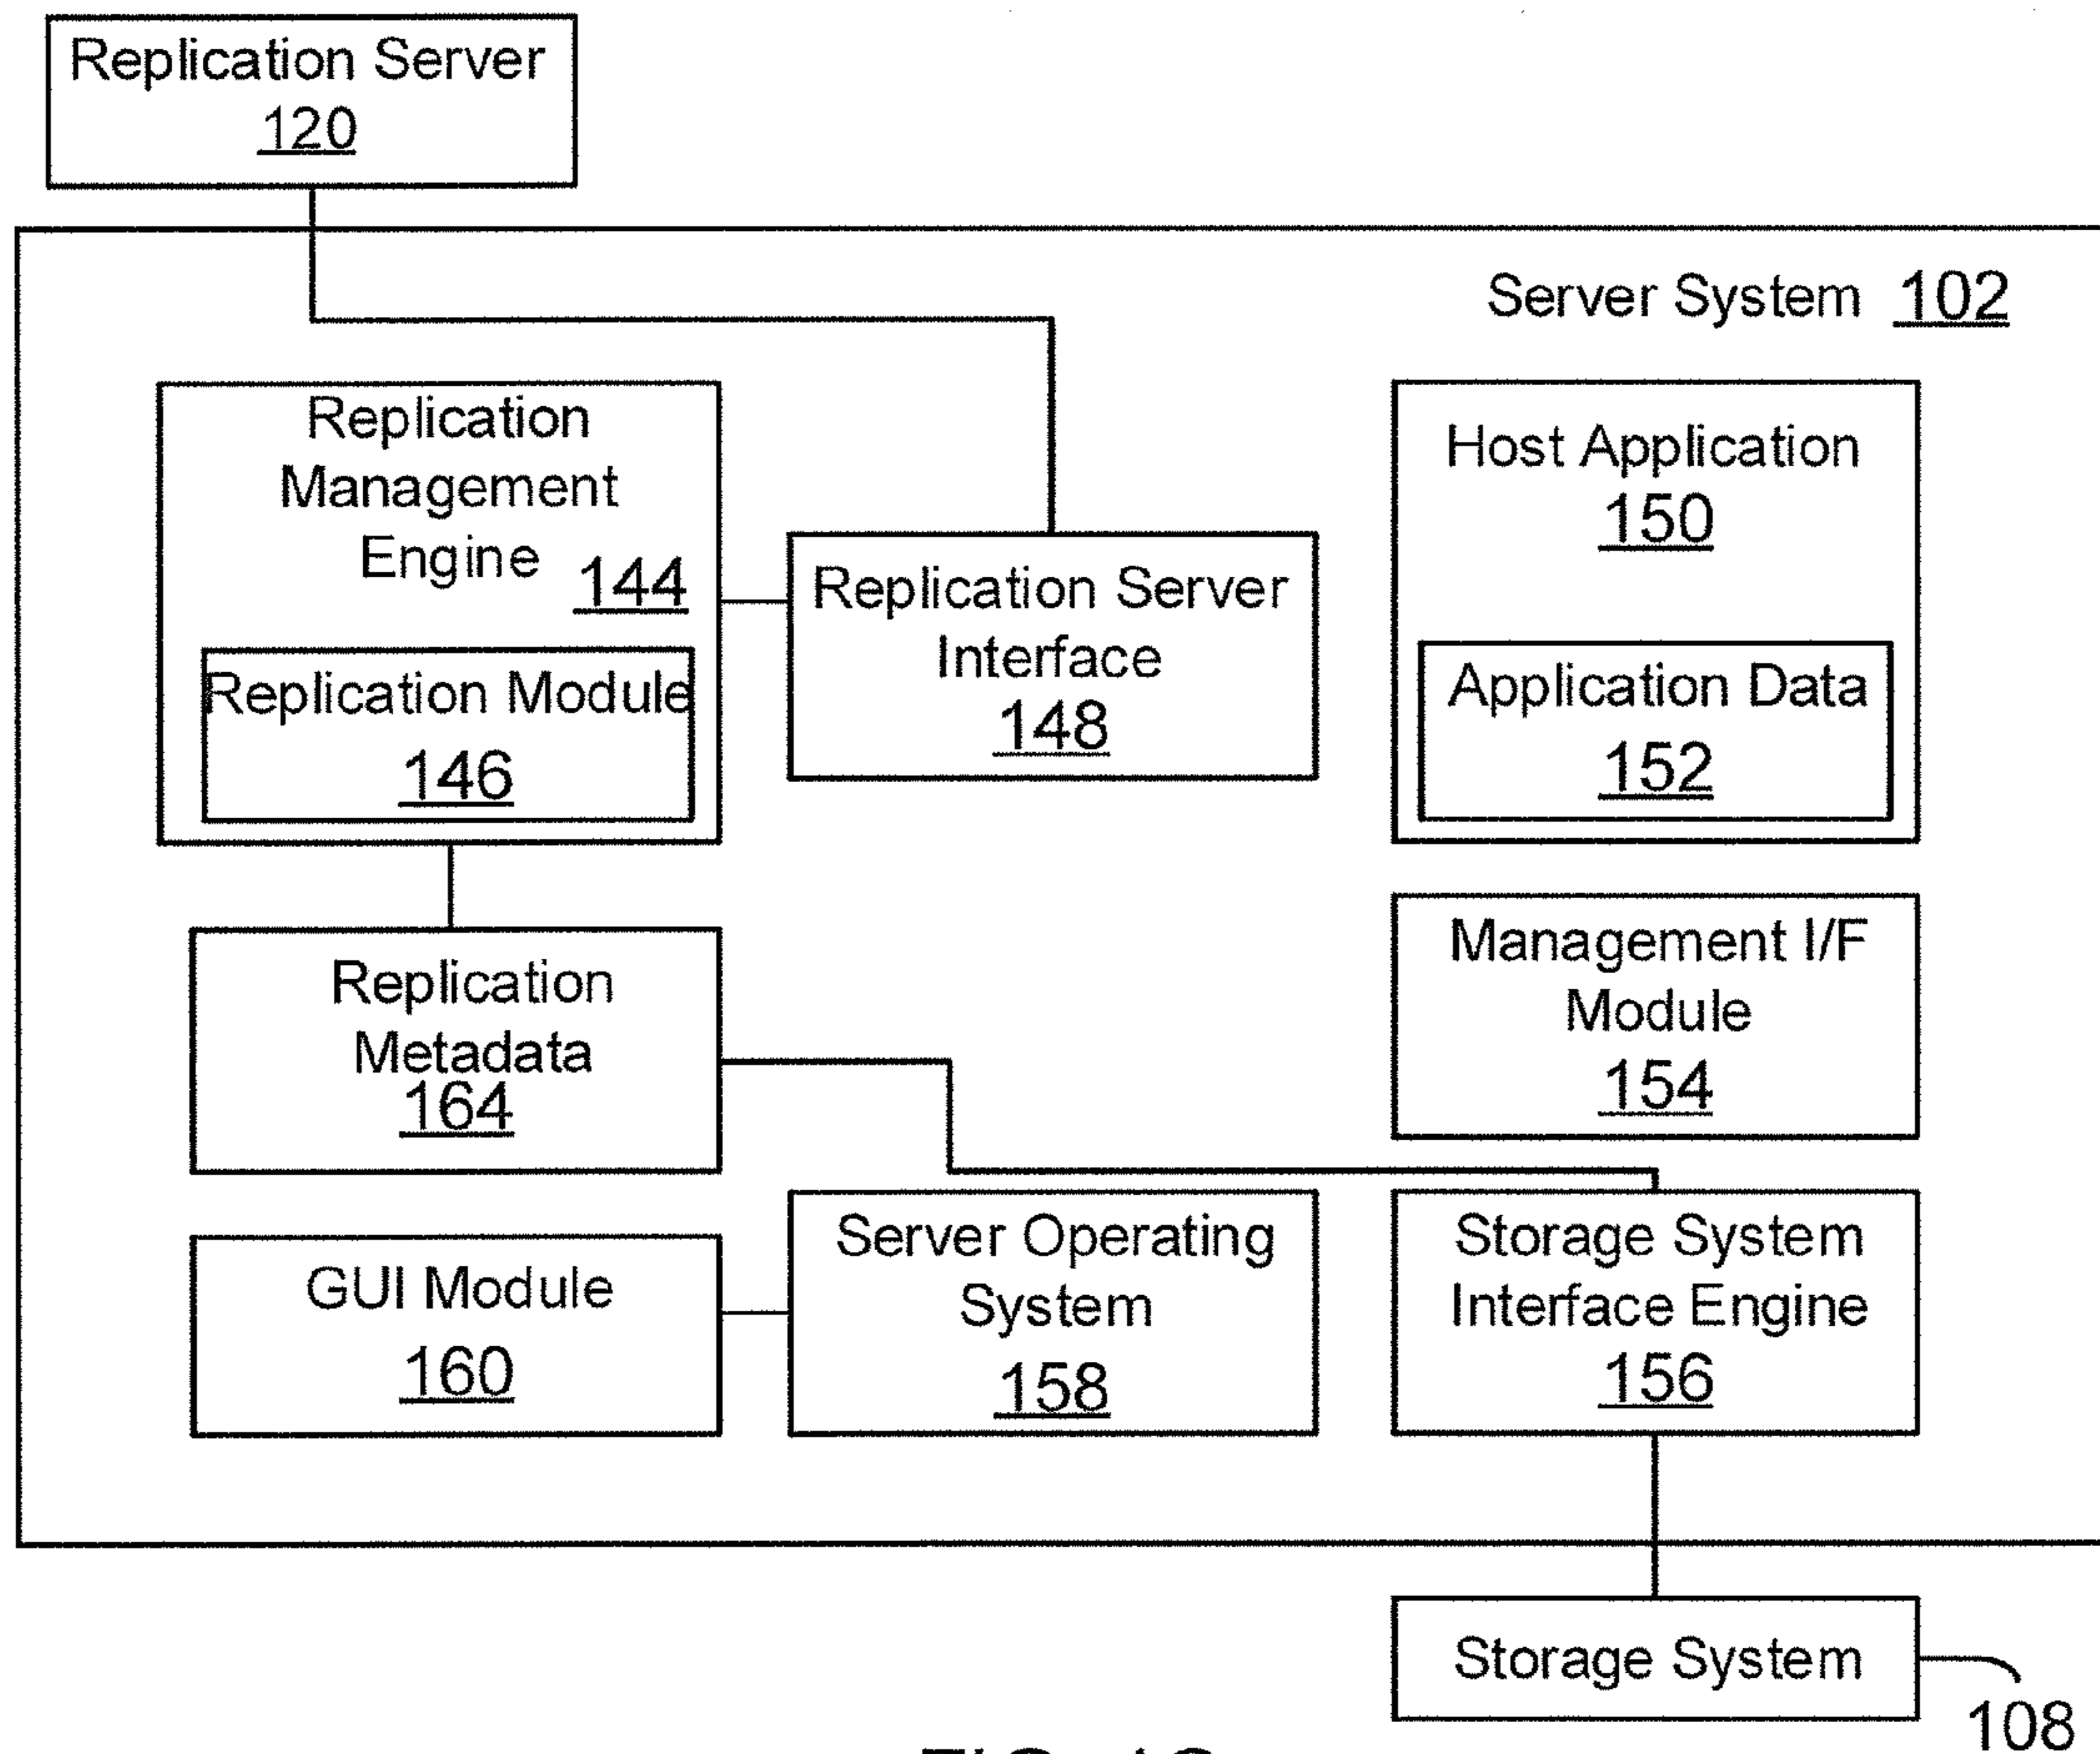 Replication Server
120
Server System 102
Replication
Management
Engine 144
Replication Module
146
Replication Server
Interface
148
Host Application
150
Application Data
152
Replication
Metadata
164
Management I/F
Module
154
GUI Module
160
Server Operating
System
158
Storage System
Interface Engine
156
Storage System
108